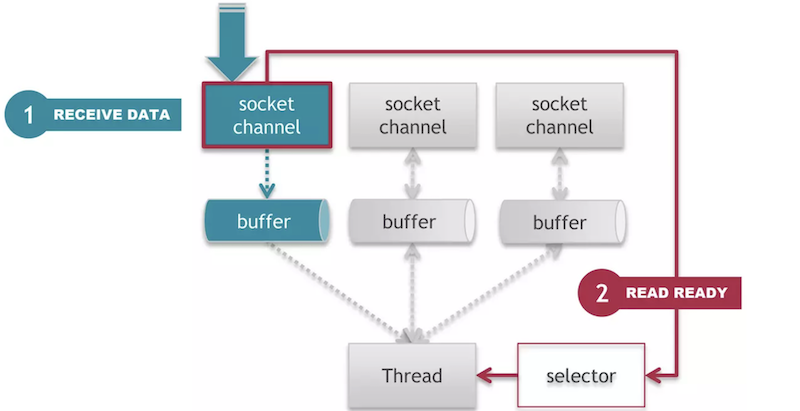 1 RECEIVE DATA
socket
channel
socket
channel
socket
channel
buffer
buffer
buffer
2 READ READY
Thread
selector